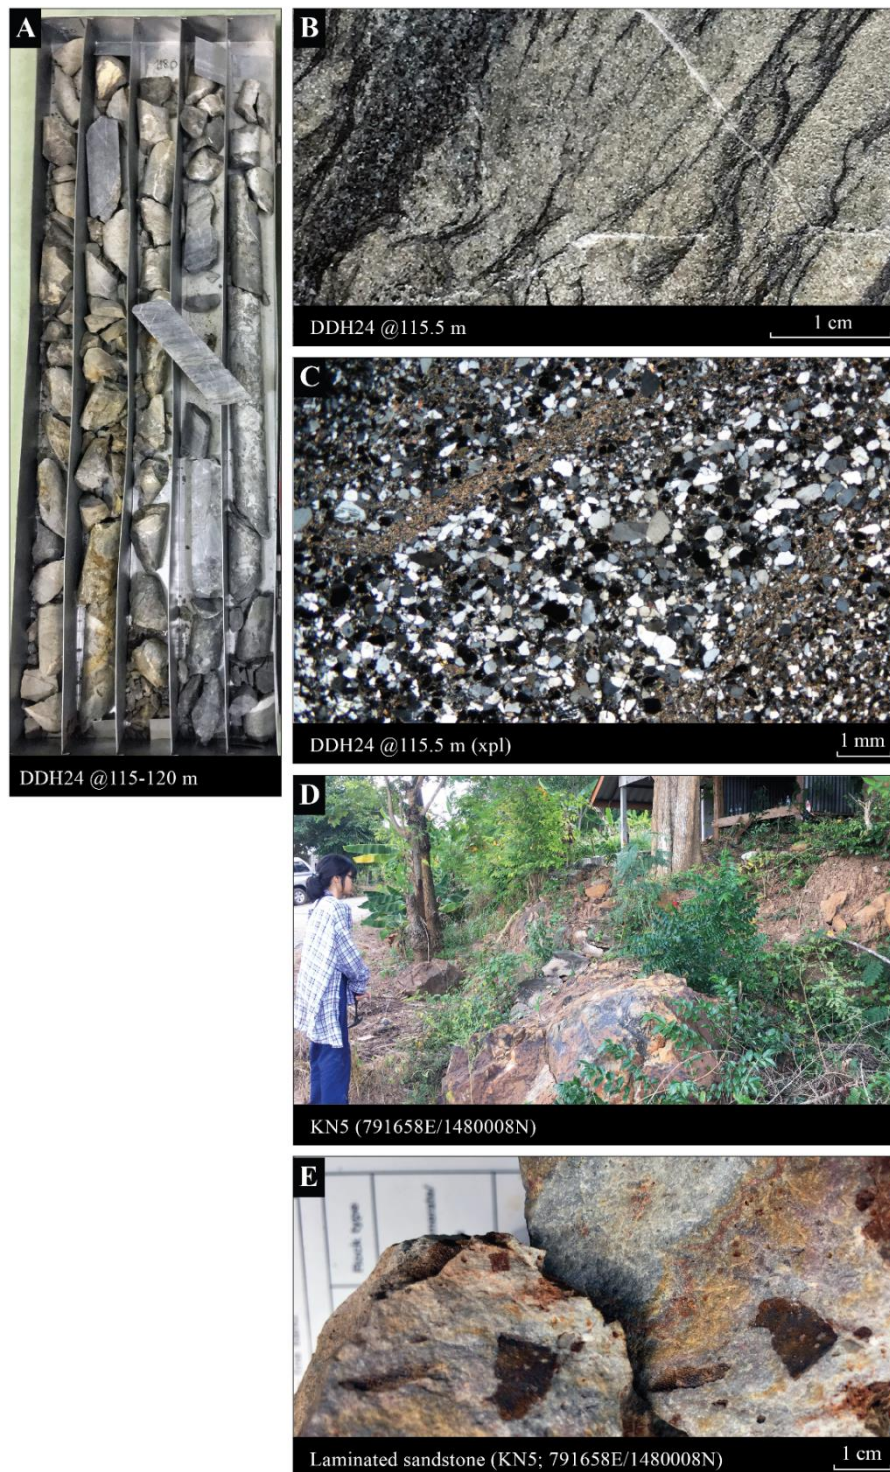 A
DDH24 @115-120 m
B
DDH24 @115.5 m
1 cm
C
DDH24 @115.5 m (xpl)
1 mm
D
KN5 (791658E/1480008N)
E
Rock type
Laminated sandstone (KN5; 791658E/1480008N)
1 cm